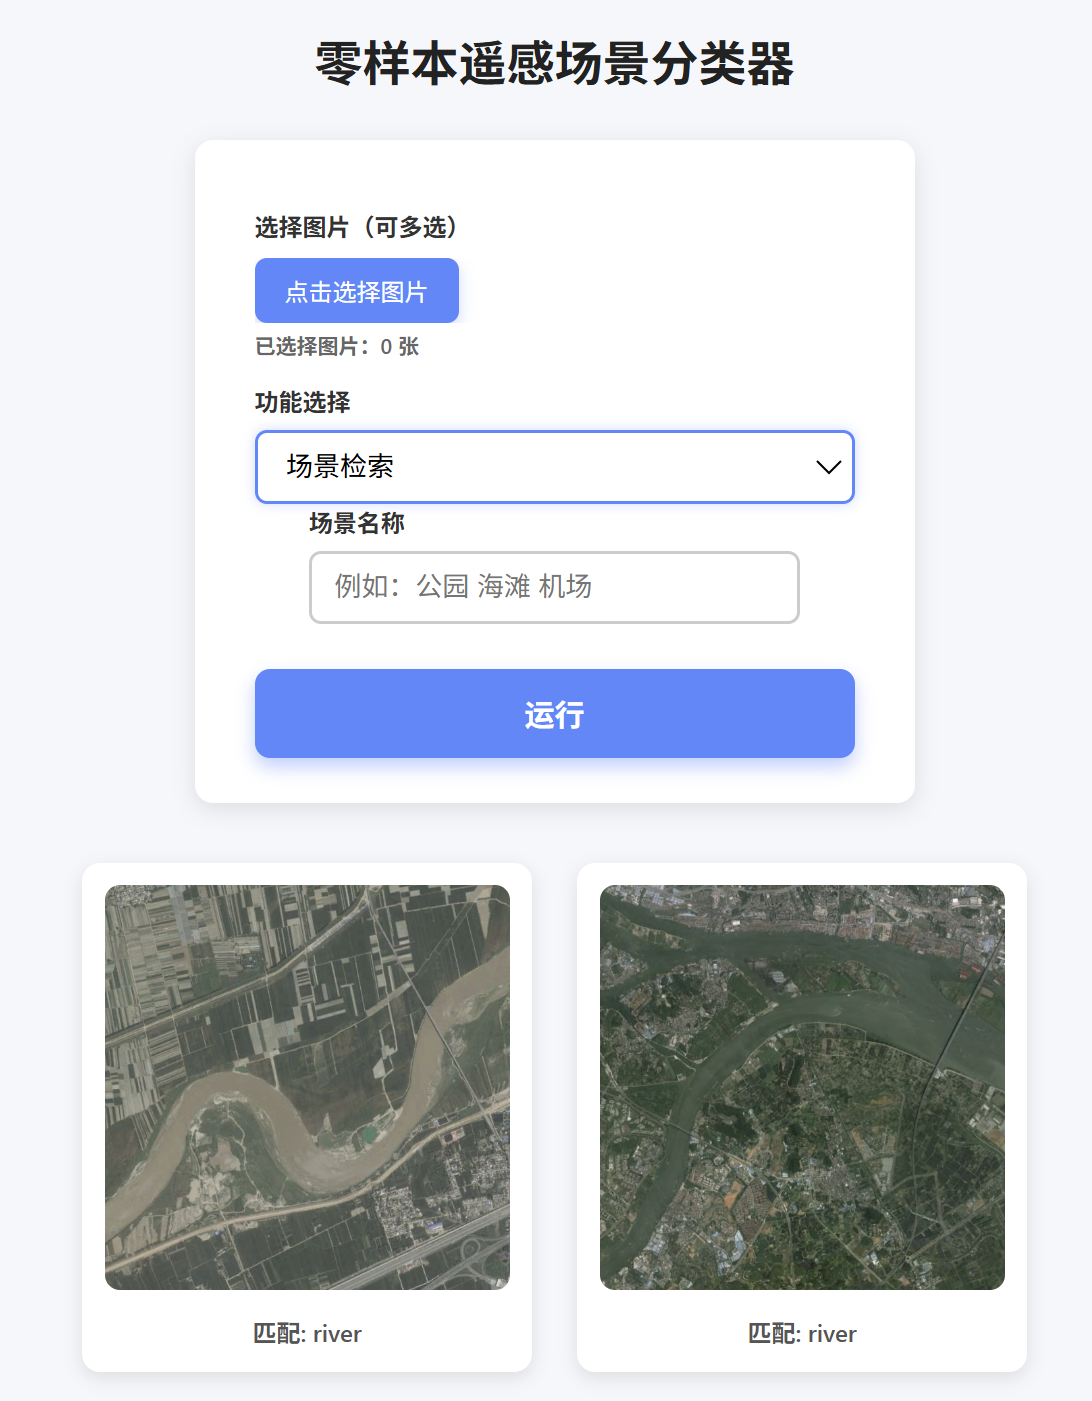 零样本遥感场景分类器
选择图片（可多选）
点击选择图片
已选择图片：0 张
功能选择
场景检索
场景名称
例如：公园 海滩 机场
运行
匹配: river
匹配: river